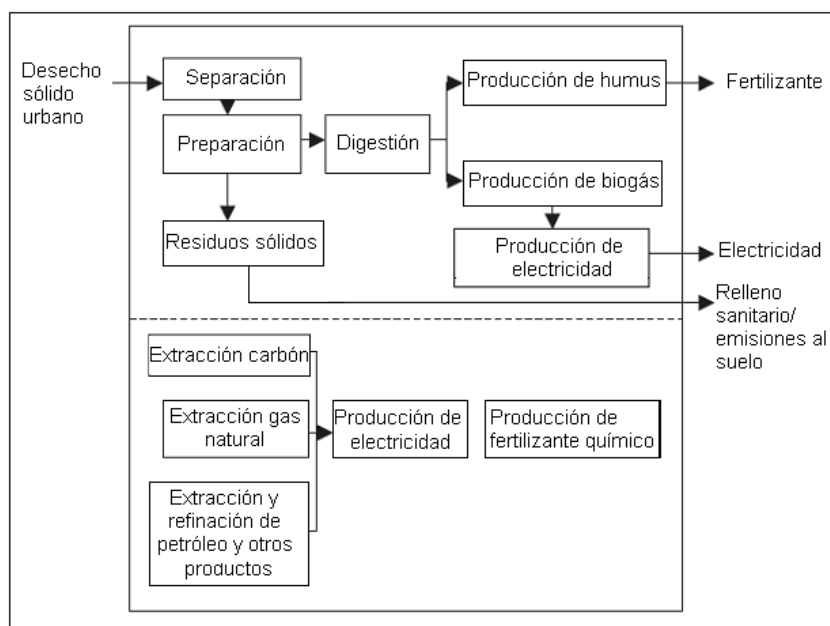 Desecho
sólido
urbano
Separación
Preparación
Digestión
Producción de humus
Fertilizante
Producción de biogás
Residuos sólidos
Producción de
electricidad
Electricidad
Relleno
sanitario/
emisiones al
suelo
Extracción carbón
Extracción gas
natural
Producción de
electricidad
Producción de
fertilizante químico
Extracción y
refinación de
petróleo y otros
productos